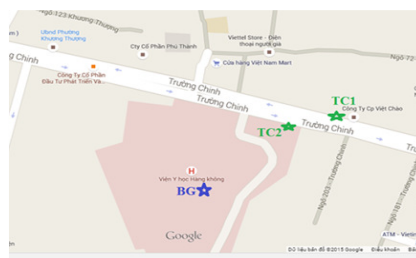 Ngõ-123-Khương-Thượng
Ubnd Phường
Khương Thượng
Cty Cổ Phần Phú Thành
Viettel Store - Điện
thoại người già
Cửa hàng Việt Nam Mart
Công Ty Cổ Phần
Đầu Tư Phát Triển Và...
Trường Chinh
Trường Chinh
TC1
Công Ty Cp Việt Chào
TC2
Trường Chinh
Viện Y học Hàng không
BG
Google
ATM - Vietin
Dữ liệu bản đồ ©2015 Google
Điều khoản